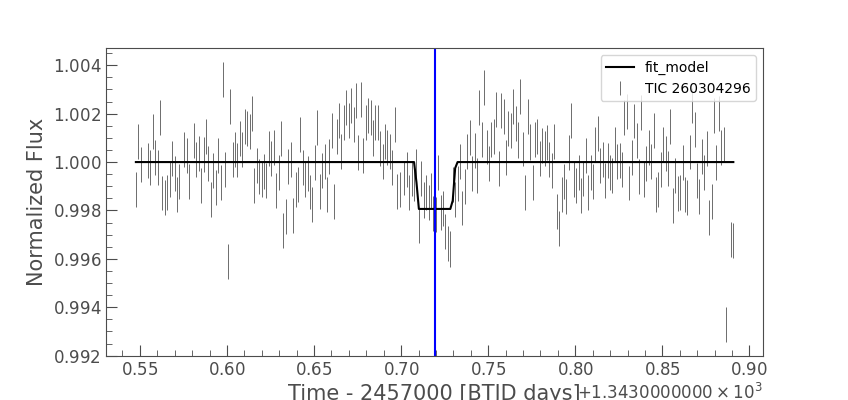 fit_model
TIC 260304296
Normalized Flux
1.004
1.002
1.000
0.998
0.996
0.994
0.992
0.55 0.60 0.65 0.70 0.75 0.80 0.85 0.90
Time - 2457000 [BTJD days]
+1.3430000000 × 10³